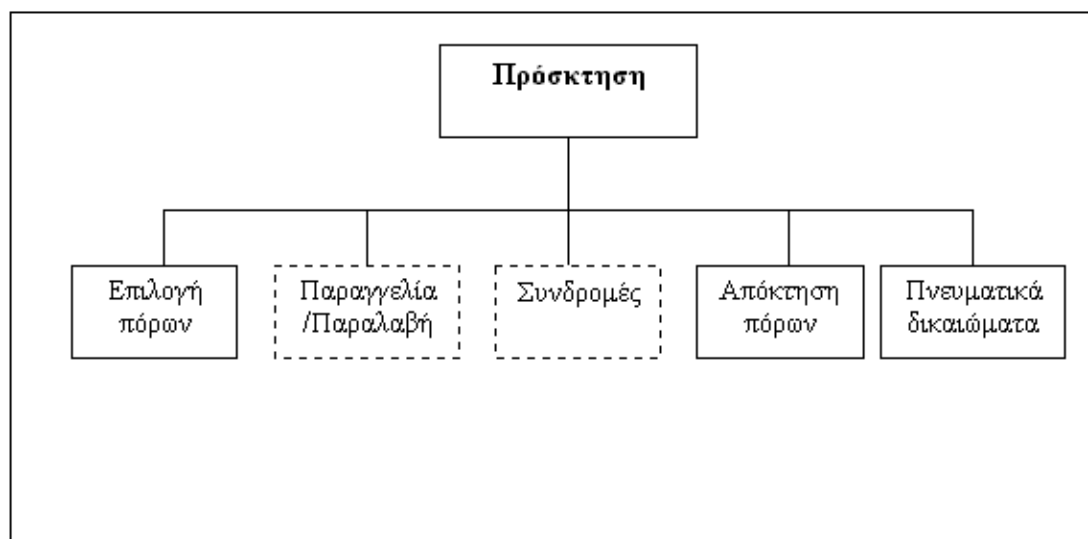 Πρόσκτηση
Επιλογή
πόρων
Παραγγελία
/Παραλαβή
Συνδρομές
Απόκτηση
πόρων
Πνευματικά
δικαιώματα